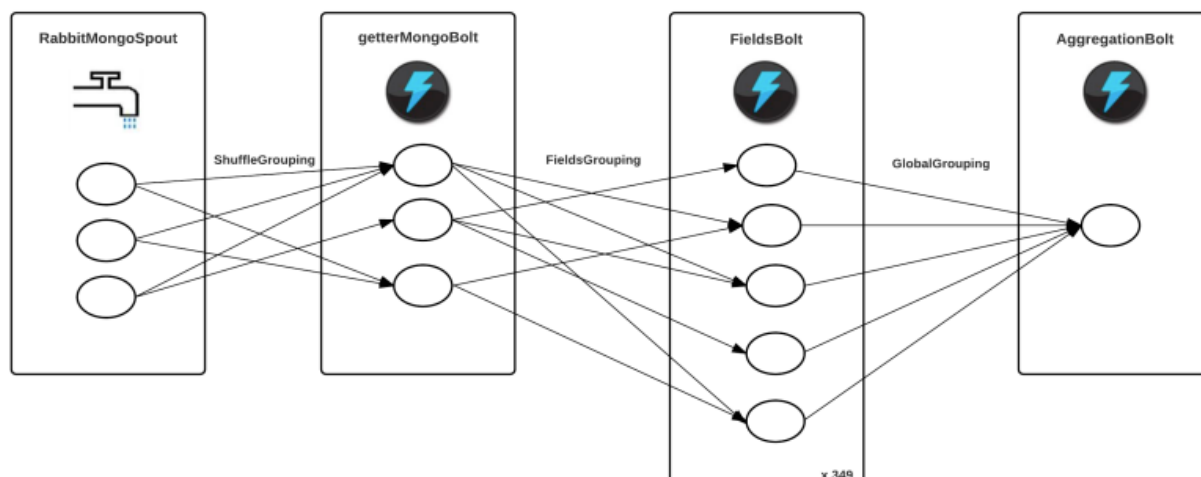 RabbitMongoSpout
getterMongoBolt
FieldsBolt
AggregationBolt
ShuffleGrouping
FieldsGrouping
GlobalGrouping
x 349